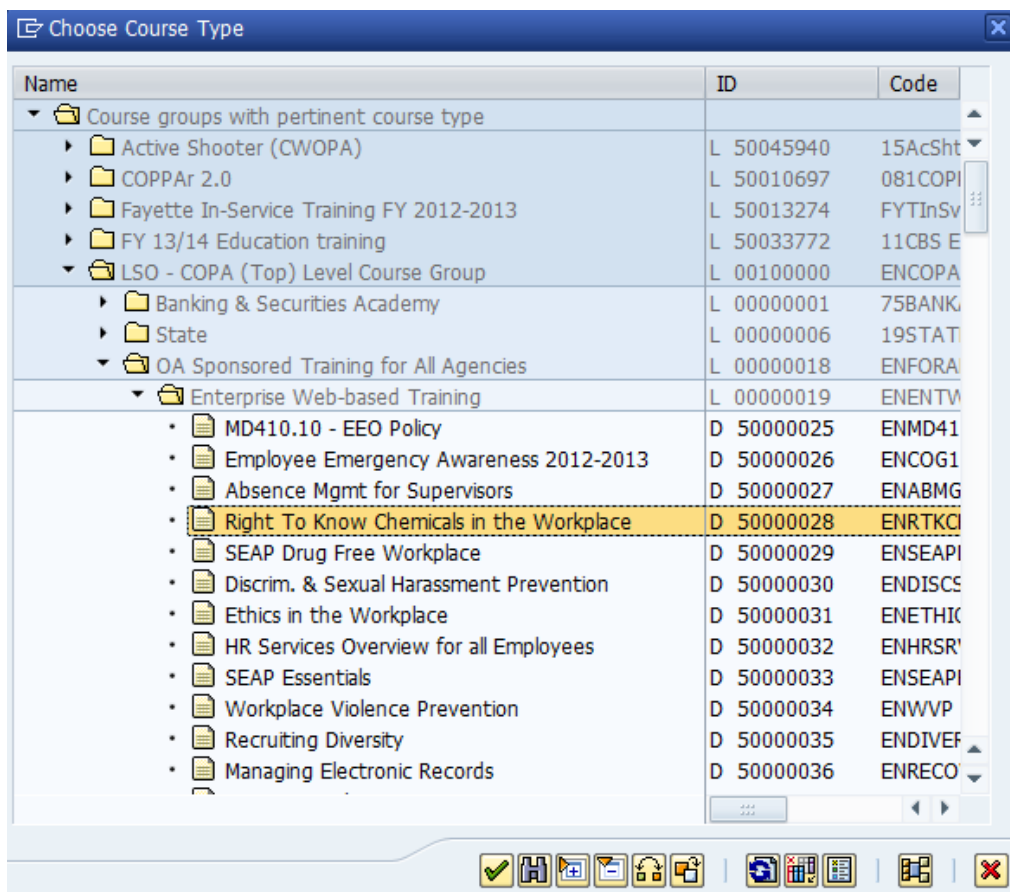 Choose Course Type
Name ID Code
Course groups with pertinent course type
Active Shooter (CWOPA) L 50045940 15AcSht
COPPAr 2.0 L 50010697 081COPI
Fayette In-Service Training FY 2012-2013 L 50013274 FYTInSv
FY 13/14 Education training L 50033772 11CBS E
LSO - COPA (Top) Level Course Group L 00100000 ENCOPA
Banking & Securities Academy L 00000001 75BANK
State L 00000006 19STAT
OA Sponsored Training for All Agencies L 00000018 ENFORA
Enterprise Web-based Training L 00000019 ENENTW
MD410.10 - EEO Policy D 50000025 ENMD41
Employee Emergency Awareness 2012-2013 D 50000026 ENCOG1
Absence Mgmt for Supervisors D 50000027 ENABMG
Right To Know Chemicals in the Workplace D 50000028 ENRTKC
SEAP Drug Free Workplace D 50000029 ENSEAP
Discrim. & Sexual Harassment Prevention D 50000030 ENDISCS
Ethics in the Workplace D 50000031 ENETHI
HR Services Overview for all Employees D 50000032 ENHRSR
SEAP Essentials D 50000033 ENSEAP
Workplace Violence Prevention D 50000034 ENWVP
Recruiting Diversity D 50000035 ENDIVER
Managing Electronic Records D 50000036 ENRECO